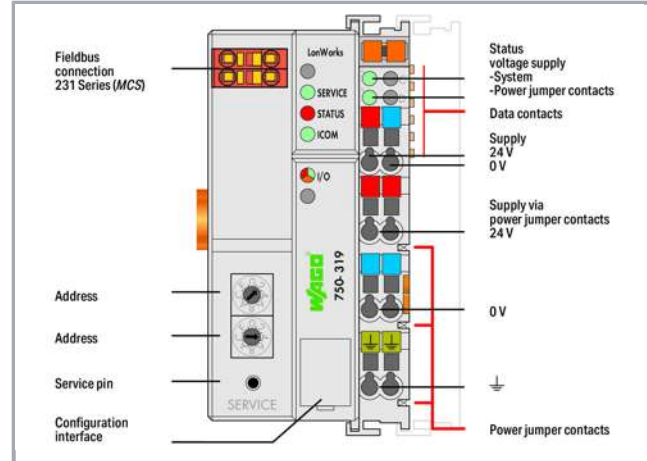 Fieldbus
connection
231 Series (MCS)
Address
Address
Service pin
Configuration
interface
LonWorks
SERVICE
STATUS
ICOM
I/O
WAGO
750-319
SERVICE
Status
voltage supply
-System
-Power jumper contacts
Data contacts
Supply
24 V
0 V
Supply via
power jumper contacts
24 V
0 V
Power jumper contacts